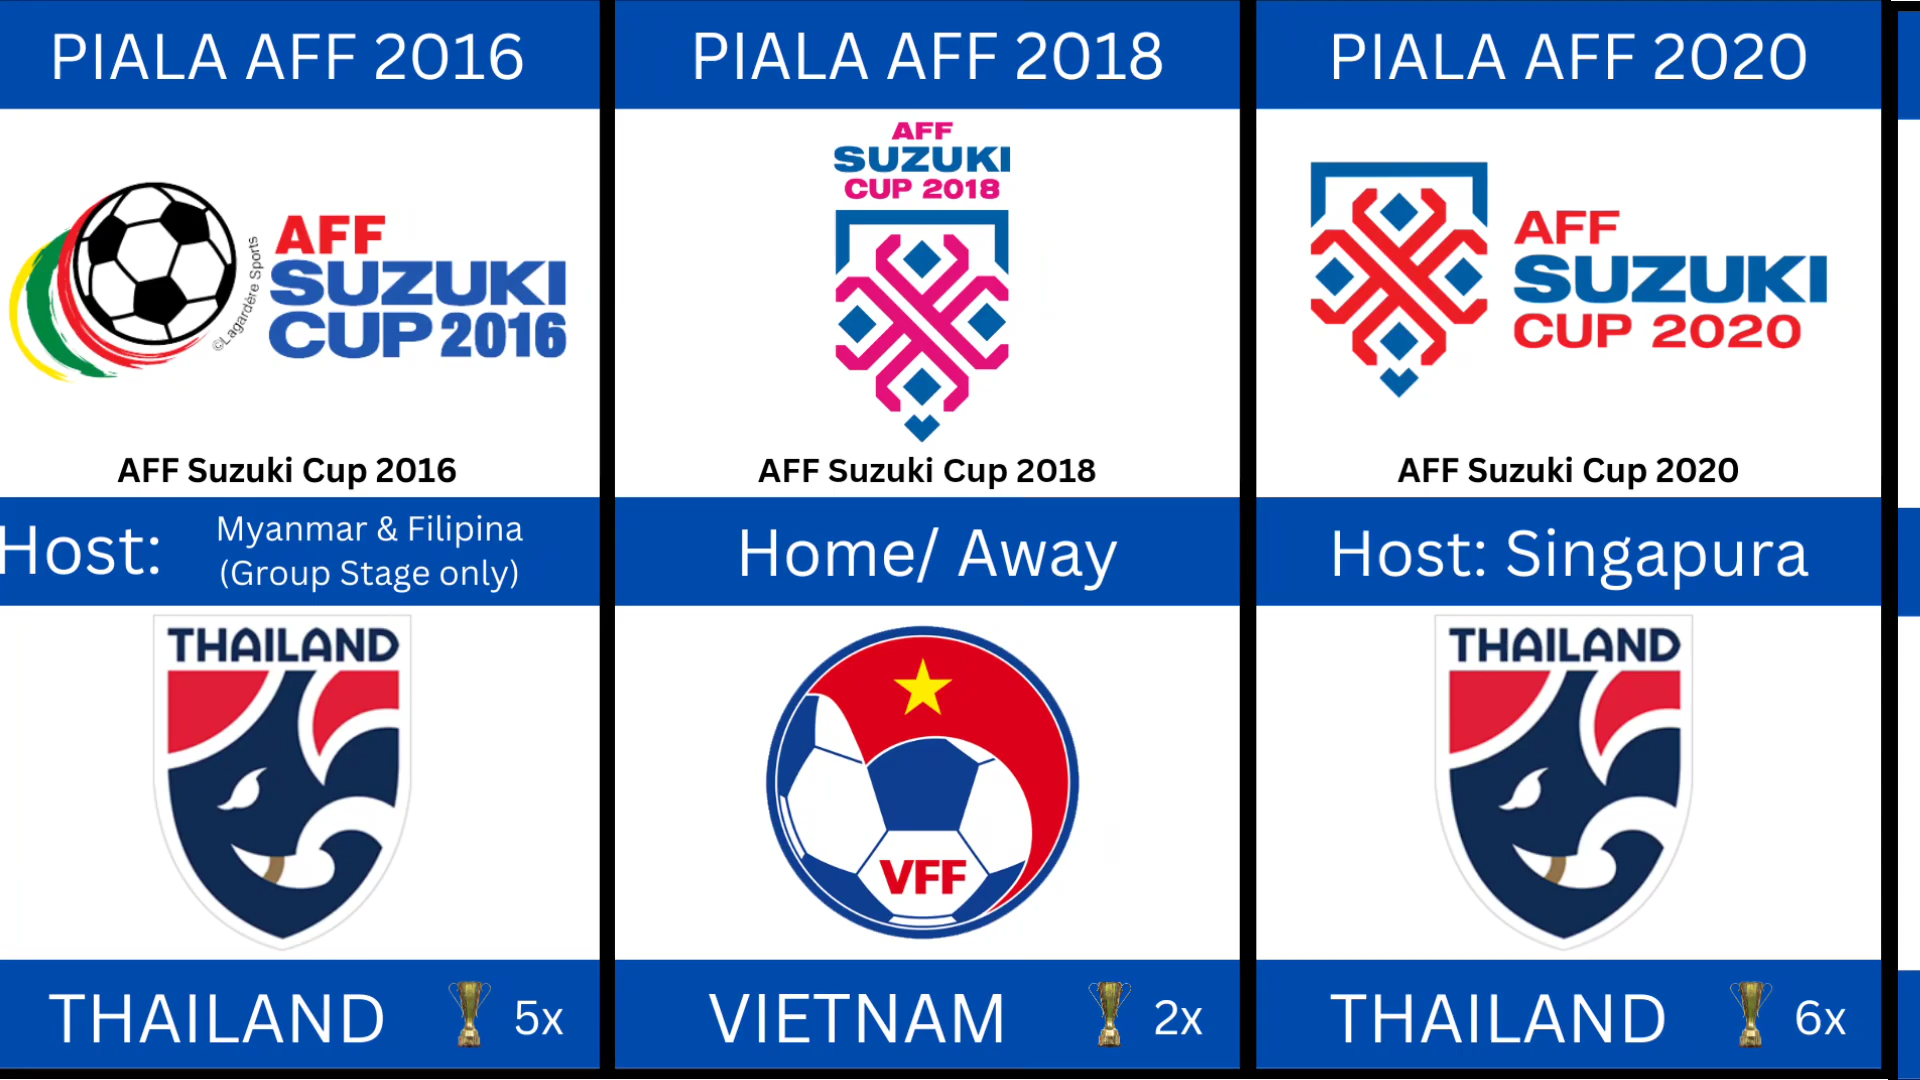 PIALA AFF 2016
AFF
SUZUKI
CUP 2016
©Lagardère Sports
AFF Suzuki Cup 2016
Host:
Myanmar & Filipina
(Group Stage only)
THAILAND
THAILAND
5x
PIALA AFF 2018
AFF
SUZUKI
CUP 2018
AFF Suzuki Cup 2018
Home/ Away
VFF
VIETNAM
2x
PIALA AFF 2020
AFF
SUZUKI
CUP 2020
AFF Suzuki Cup 2020
Host: Singapura
THAILAND
THAILAND
6x